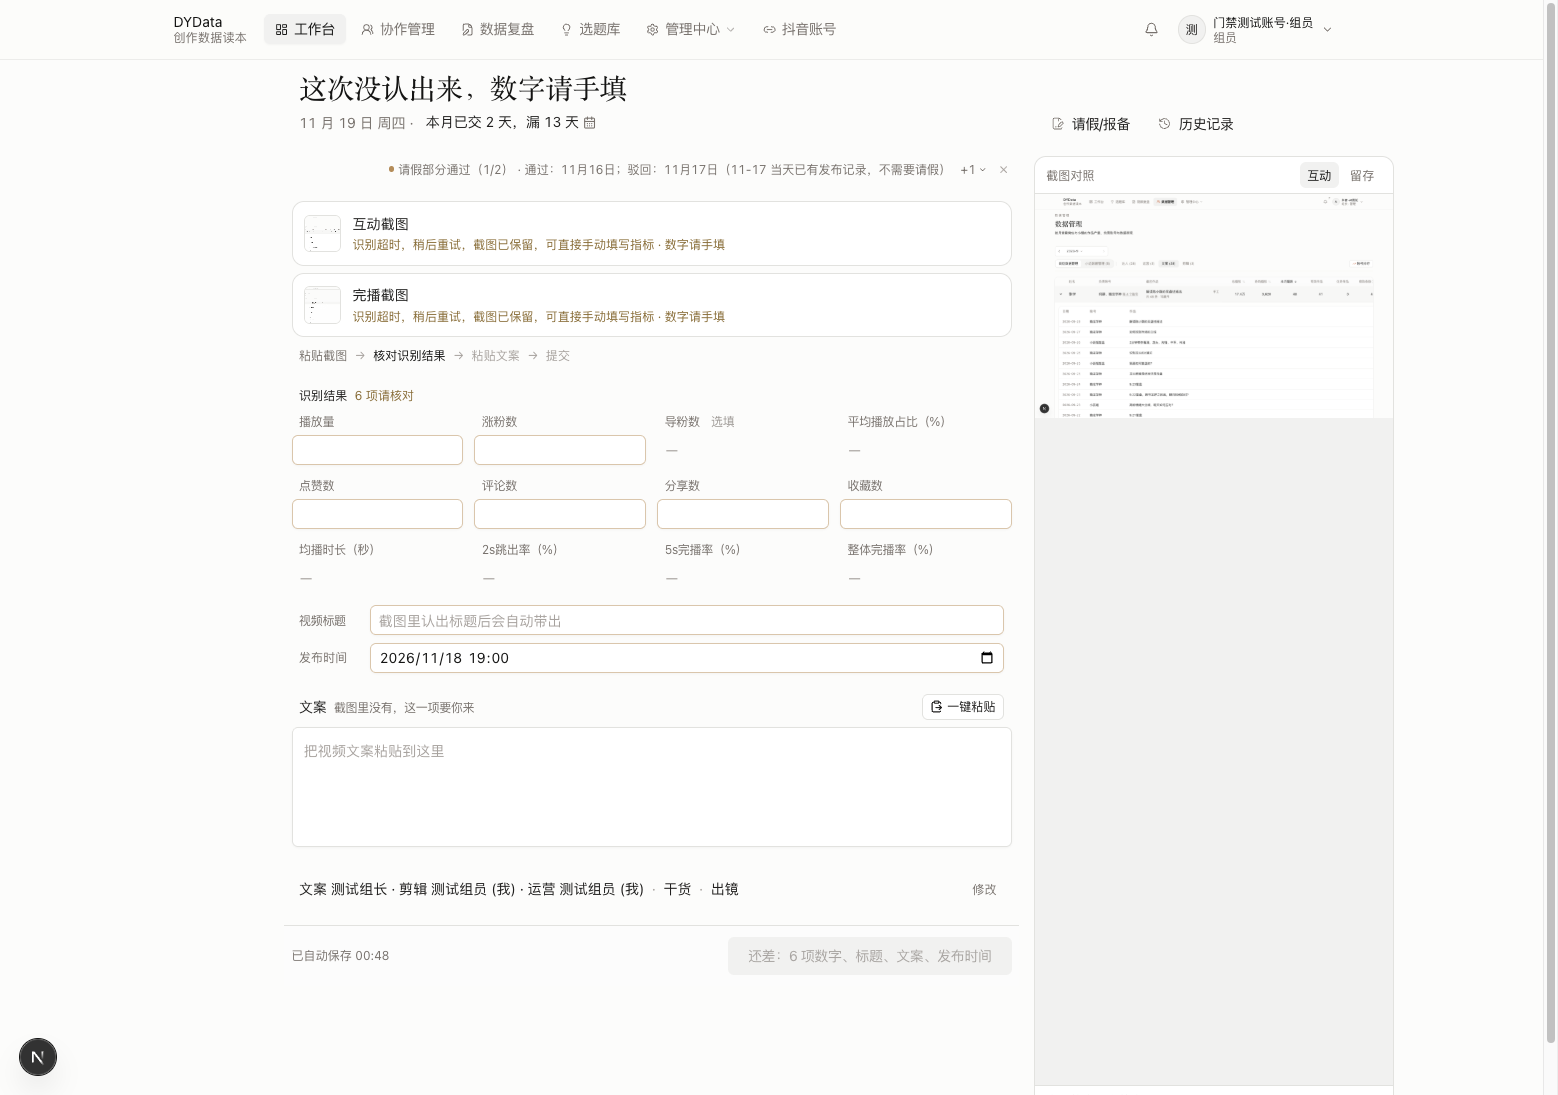 DYData
创作数据读本
工作台
协作管理
数据复盘
选题库
管理中心
抖音账号
测
门禁测试账号·组员
组员
这次没认出来，数字请手填
11 月 19 日 周四 · 本月已交 2 天，漏 13 天
请假/报备
历史记录
请假部分通过（1/2） · 通过：11月16日；驳回：11月17日（11-17 当天已有发布记录，不需要请假） +1
互动截图
识别超时，稍后重试，截图已保留，可直接手动填写指标 · 数字请手填
完播截图
识别超时，稍后重试，截图已保留，可直接手动填写指标 · 数字请手填
粘贴截图 → 核对识别结果 → 粘贴文案 → 提交
识别结果 6 项请核对
播放量 涨粉数 导粉数 选填 平均播放占比（%）
— —
点赞数 评论数 分享数 收藏数
均播时长（秒） 2s跳出率（%） 5s完播率（%） 整体完播率（%）
— — — —
视频标题 截图里认出标题后会自动带出
发布时间 2026/11/18 19:00
文案 截图里没有，这一项要你来 一键粘贴
把视频文案粘贴到这里
文案 测试组长 · 剪辑 测试组员 (我) · 运营 测试组员 (我) · 干货 · 出镜 修改
已自动保存 00:48 还差：6 项数字、标题、文案、发布时间
截图对照 互动 留存
DYData
数据管理
N